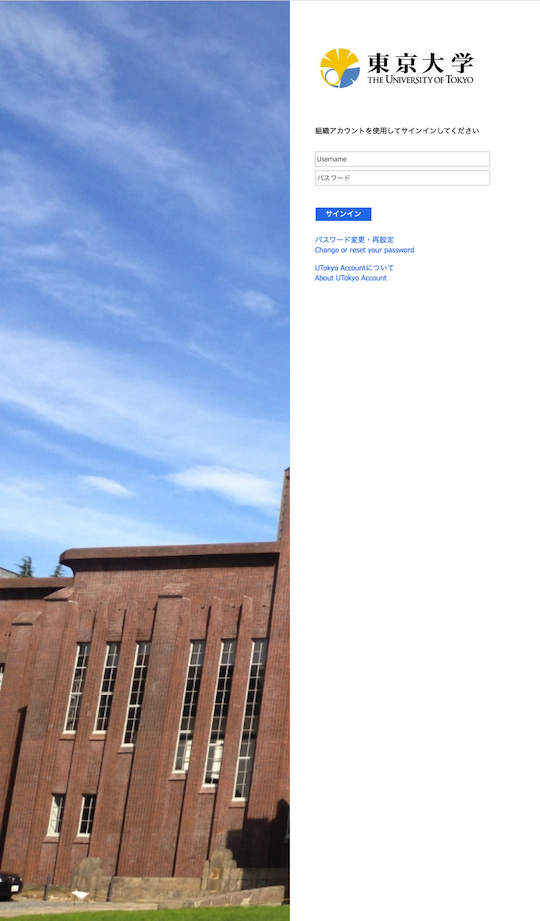 東京大学
THE UNIVERSITY OF TOKYO
組織アカウントを使用してサインインしてください
Username
パスワード
サインイン
パスワード変更・再設定
Change or reset your password
UTokyo Accountについて
About UTokyo Account